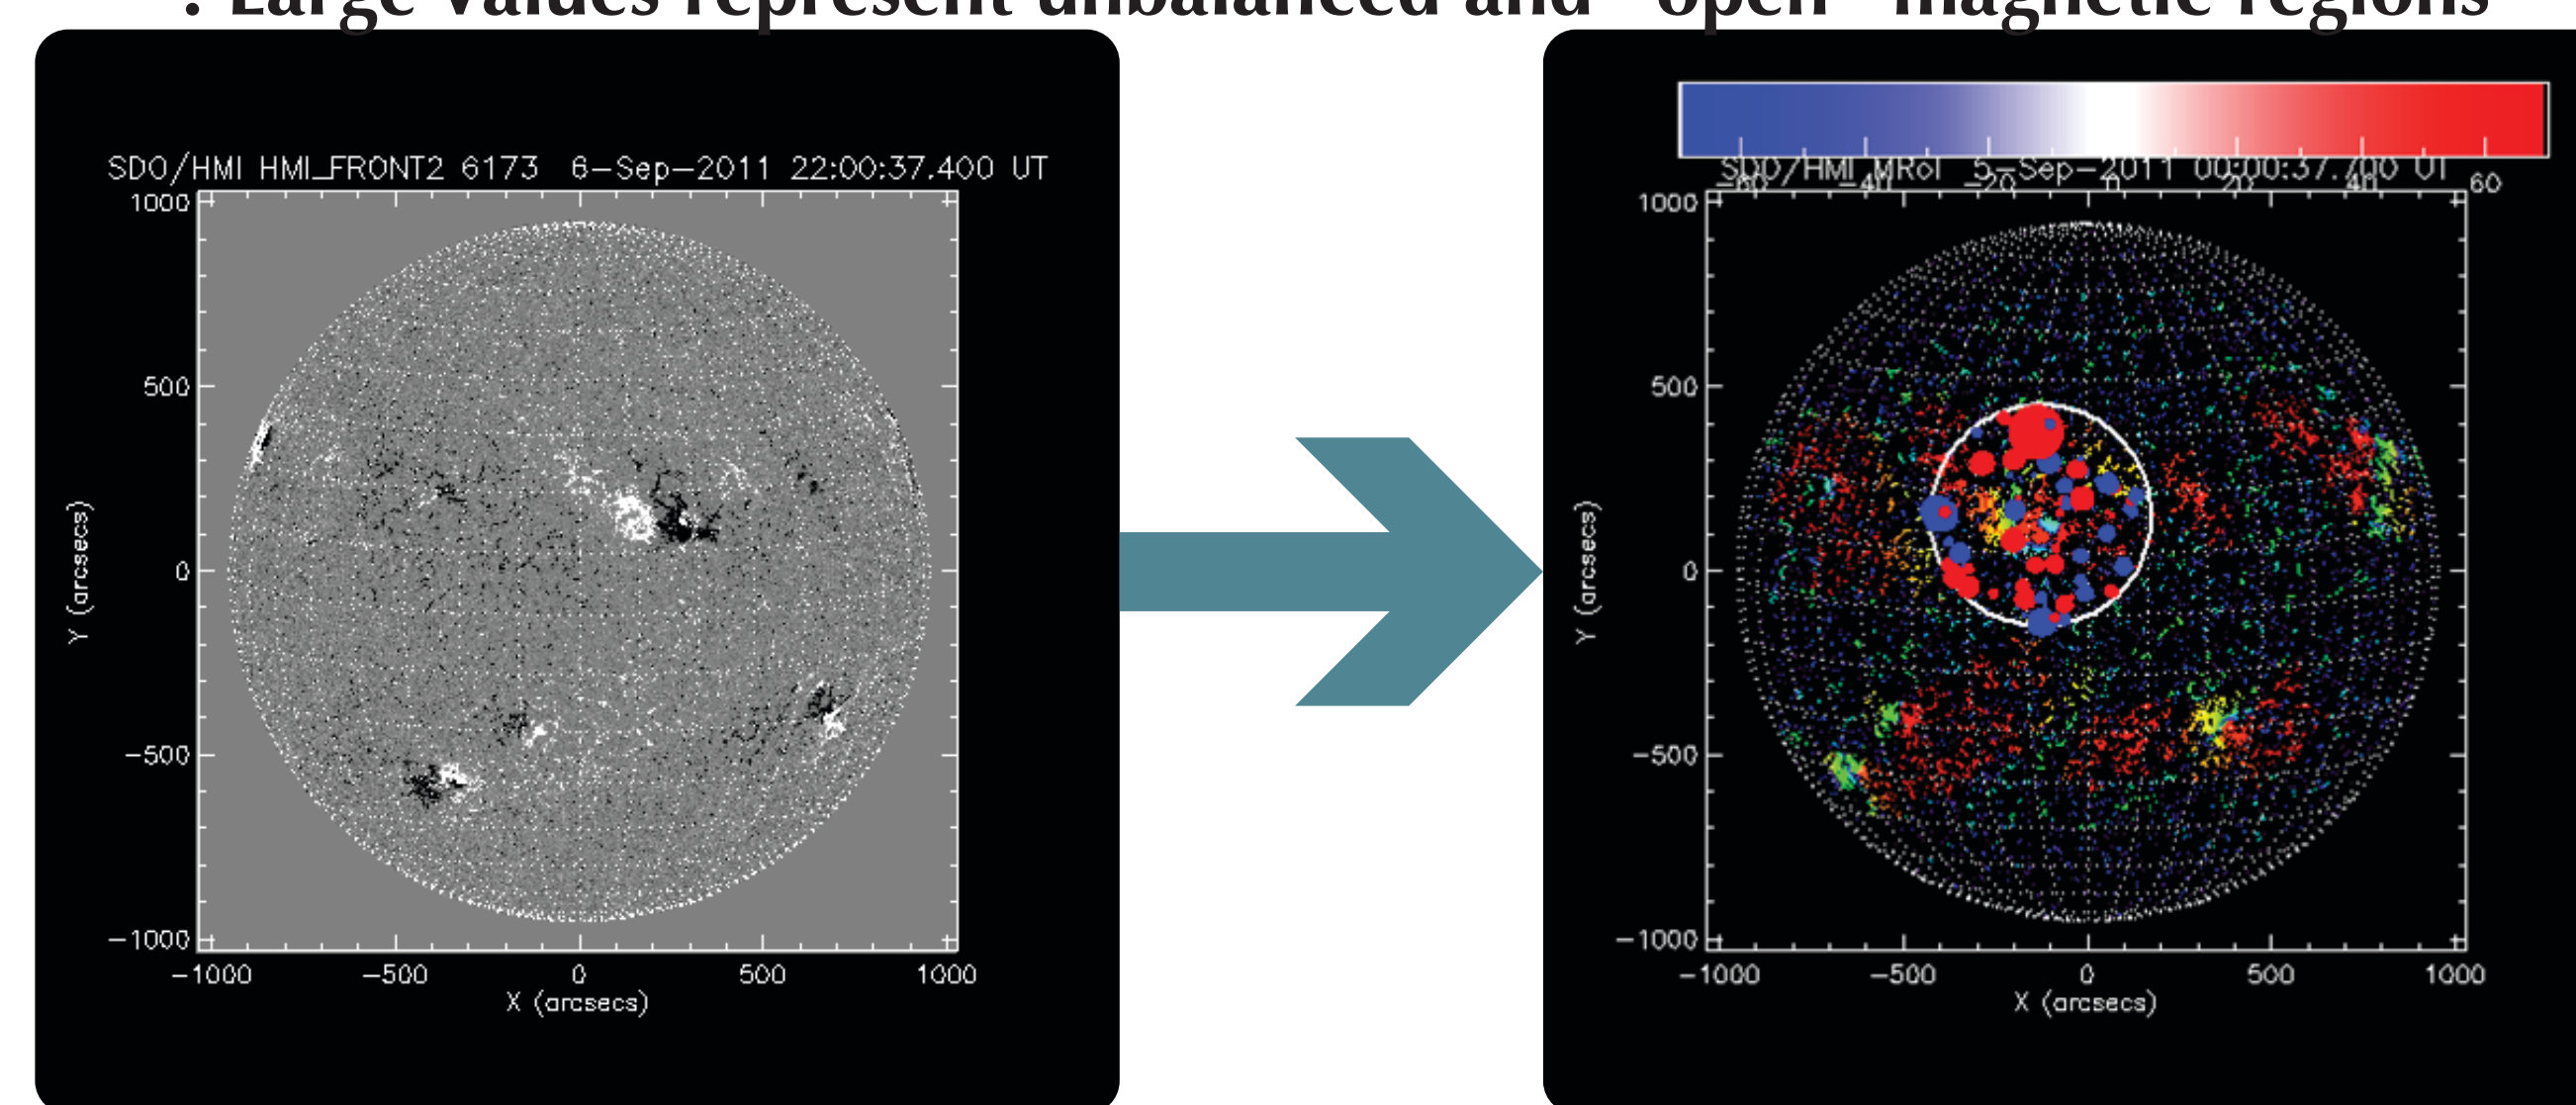 : Large values represent unbalanced and "open" magnetic regions
SDO/HMI HMI_FRONT2 6173 6-Sep-2011 22:00:37.400 UT
1000
500
0
-500
-1000
Y (arcsecs)
-1000 -500 0 500 1000
X (arcsecs)
SDO/HMI MRoI 5-Sep-2011 00:00:37.700 UT
-60 -40 -20 0 20 40 60
1000
500
0
-500
-1000
Y (arcsecs)
-1000 -500 0 500 1000
X (arcsecs)